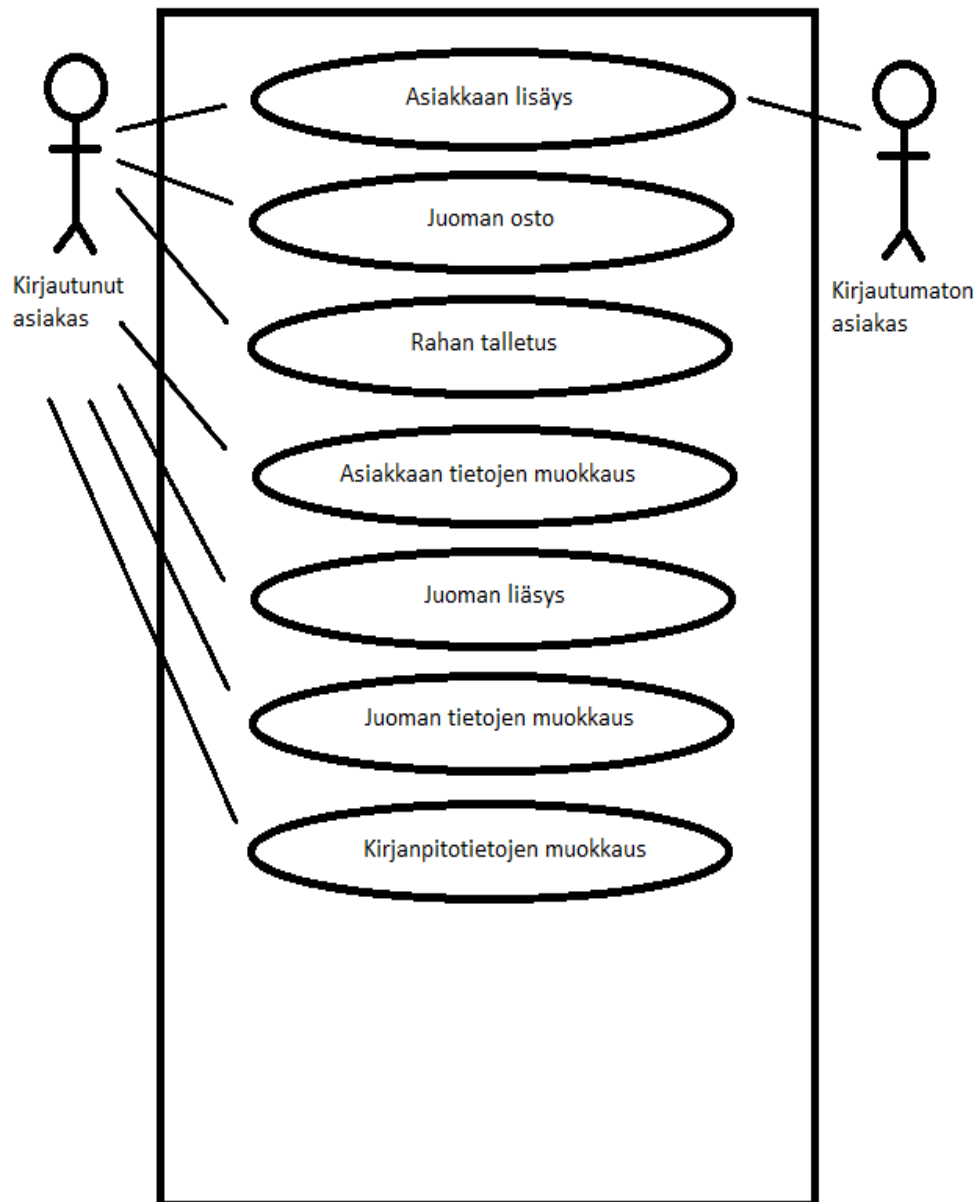 Asiakkaan lisäys
Juoman osto
Kirjautunut
asiakas
Kirjautumaton
asiakas
Rahan talletus
Asiakkaan tietojen muokkaus
Juoman liäsys
Juoman tietojen muokkaus
Kirjanpitotietojen muokkaus